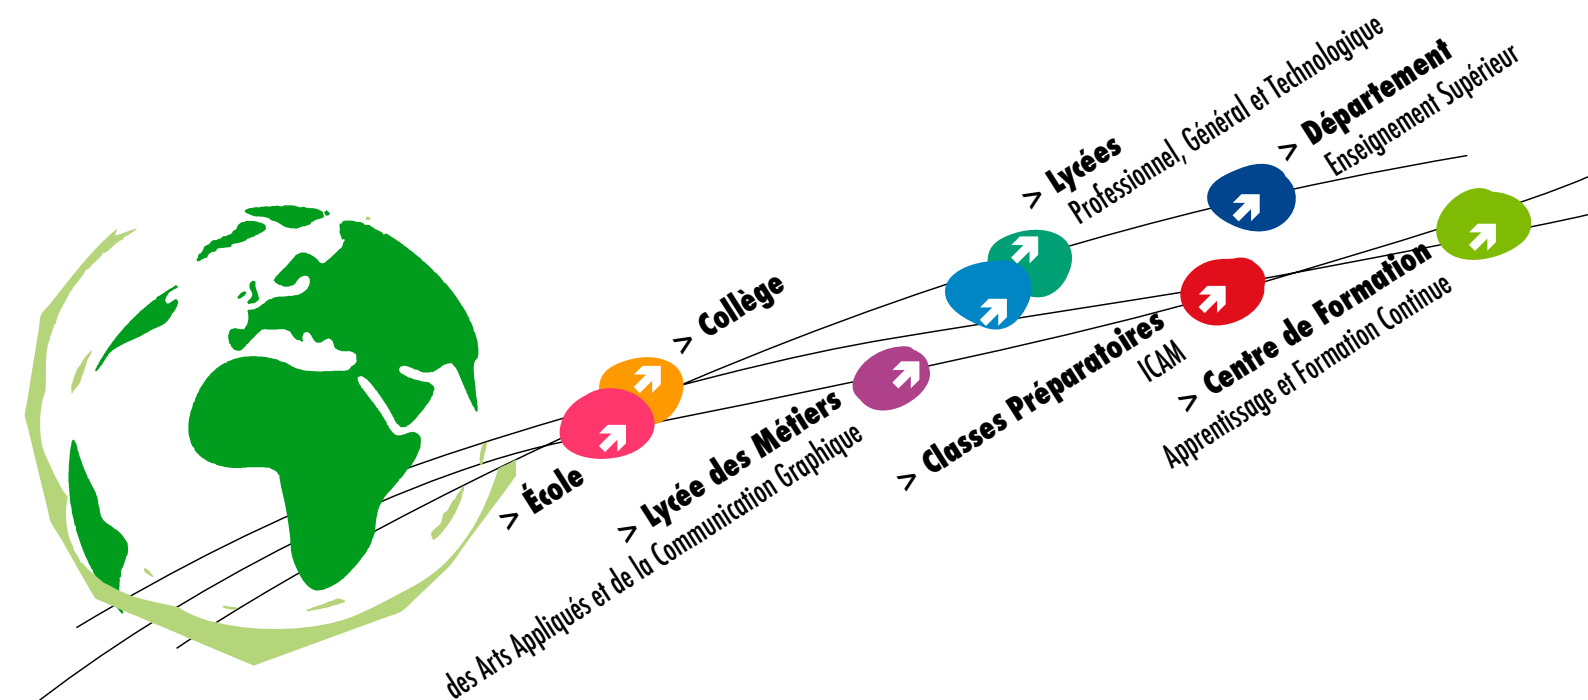 > École
> Collège
> Lycée des Métiers
des Arts Appliqués et de la Communication Graphique
> Lycées
Professionnel, Général et Technologique
> Classes Préparatoires
ICAM
> Département
Enseignement Supérieur
> Centre de Formation
Apprentissage et Formation Continue